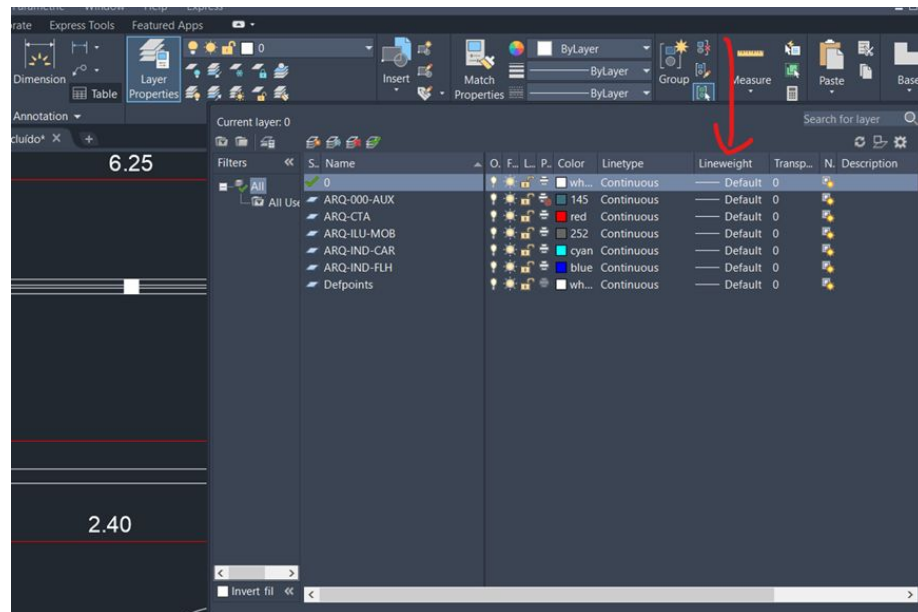 Parametric Window Help Express
orate Express Tools Featured Apps
0 ByLayer
Dimension Layer Insert Match ByLayer Group Measure Paste Base
Table Properties Properties ByLayer
Annotation
Current layer: 0 Search for layer
cluído*
Filters S.. Name O. F... L... P... Color Linetype Lineweight Transp... N. Description
6.25
All 0 wh... Continuous Default 0
All Use ARQ-000-AUX 145 Continuous Default 0
ARQ-CTA red Continuous Default 0
ARQ-ILU-MOB 252 Continuous Default 0
ARQ-IND-CAR cyan Continuous Default 0
ARQ-IND-FLH blue Continuous Default 0
Defpoints wh... Continuous Default 0
2.40
Invert fil